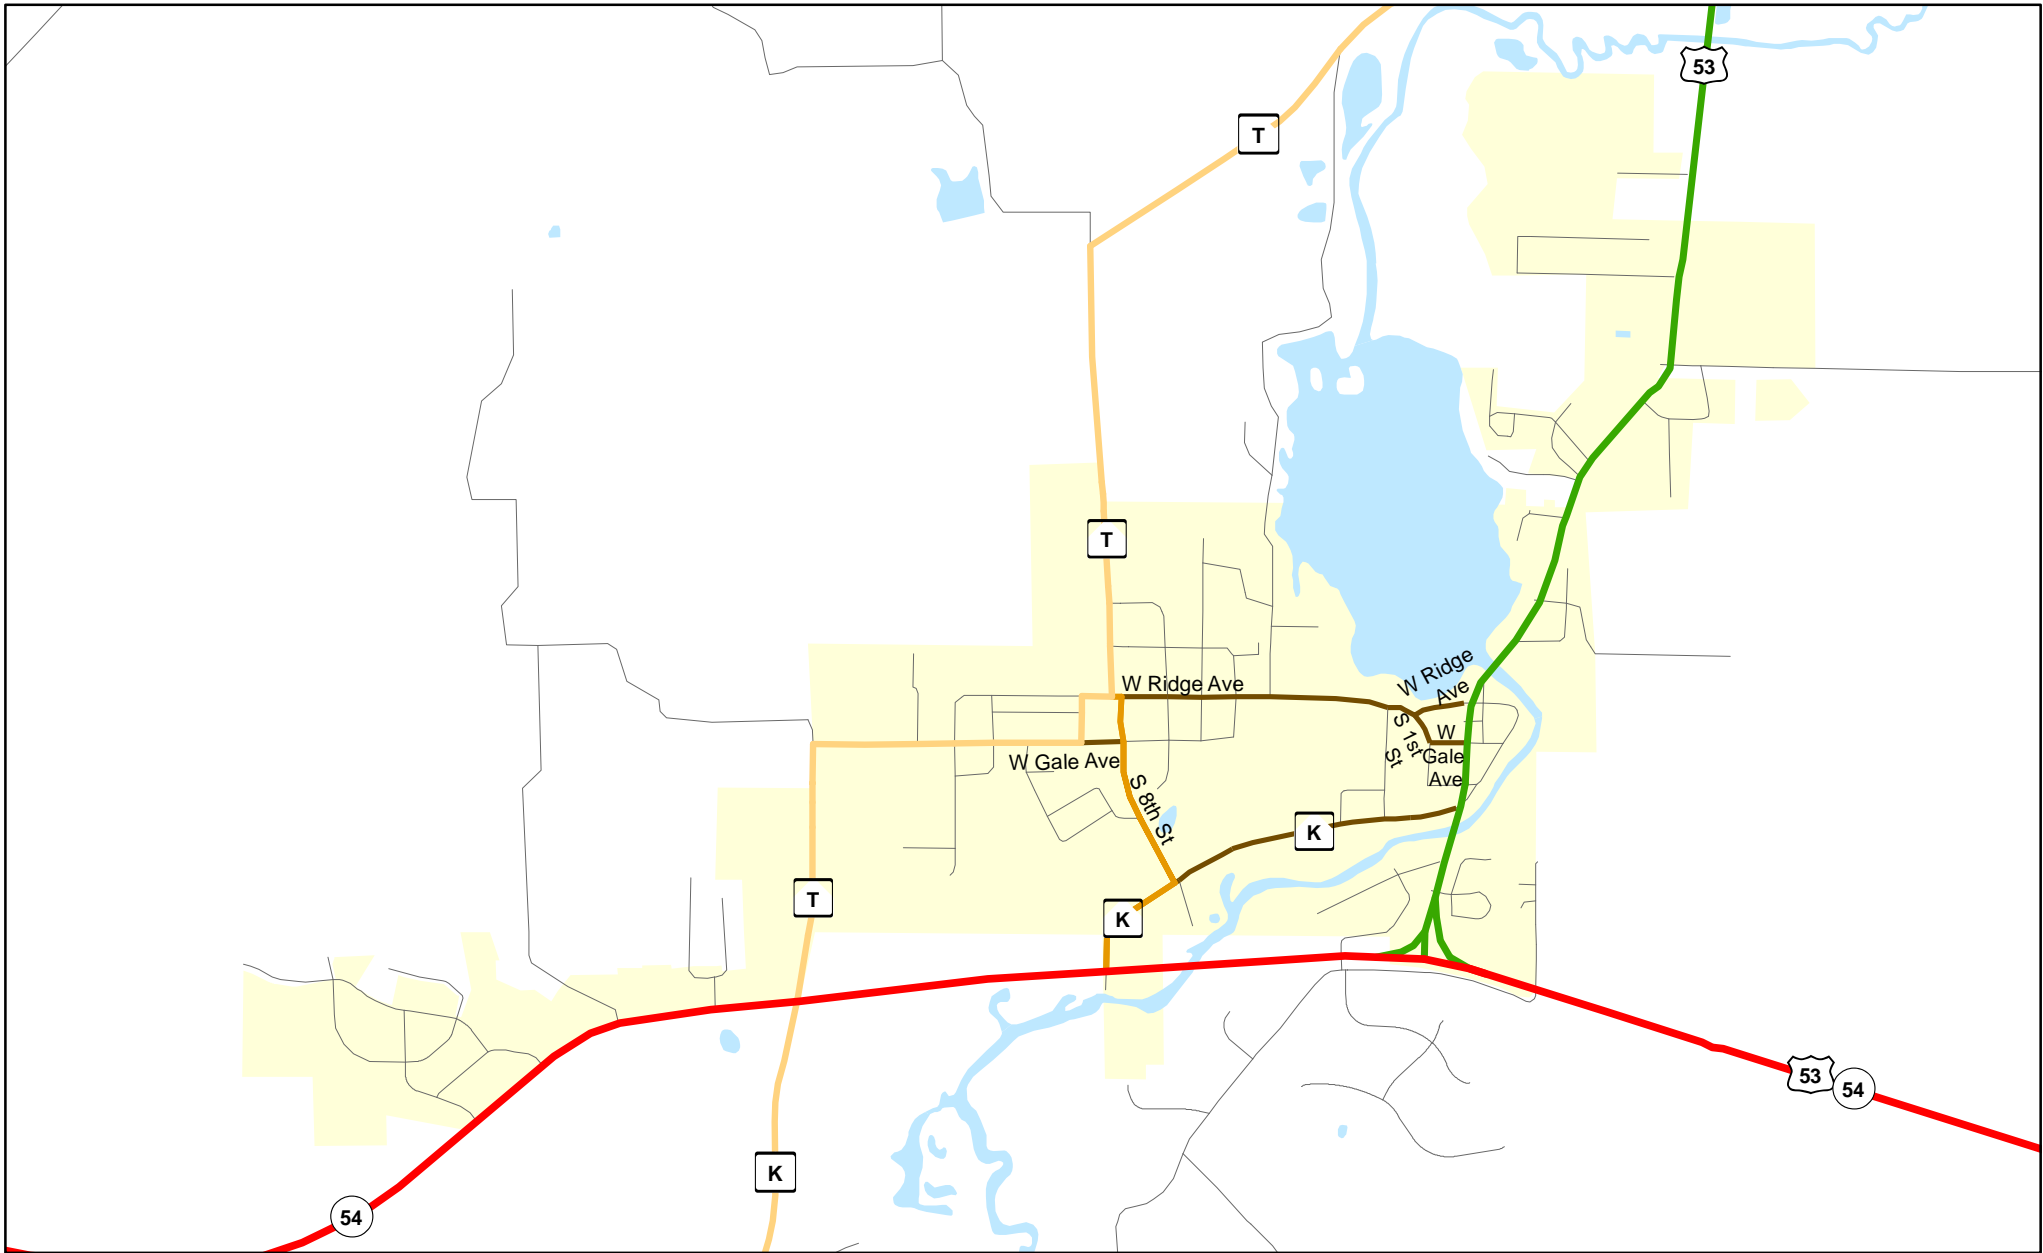 53
T
T
W Ridge Ave
W Ridge
Ave
S 1st
St
W
Gale
Ave
W Gale Ave
S 8th St
K
T
K
53
54
K
54